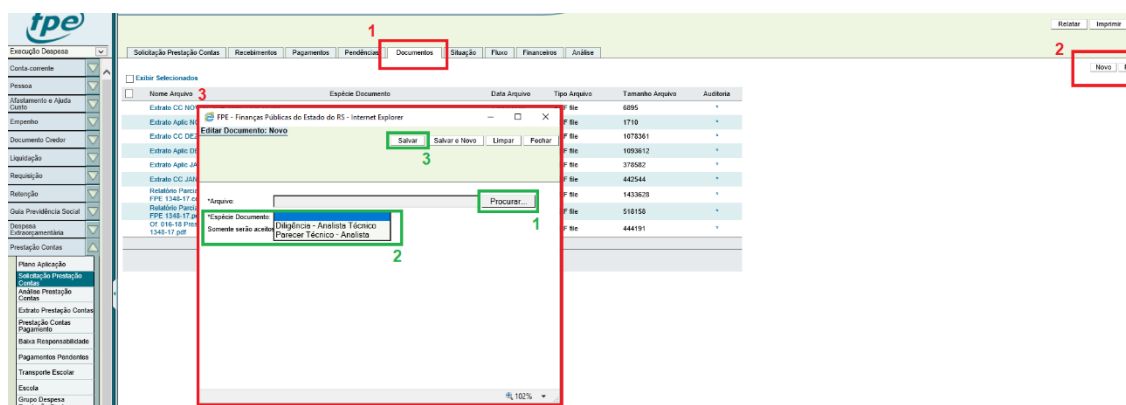 fpe
Relatar Imprimir
1
Execução Despesa
Solicitação Prestação Contas Recebimentos Pagamentos Pendências Documentos Situação Fluxo Financeiros Análise
2
Novo
Conta-corrente
Exibir Selecionados
Pessoa
Nome Arquivo Espécie Documento Data Arquivo Tipo Arquivo Tamanho Arquivo Auditoria
3
Afastamento e Ajuda
Custo
Extrato CC NOV
F file 6895 *
Empenho
Extrato Aplic NO
F file 1710 *
Documento Credor
Extrato CC DEZ
F file 1078361 *
Liquidação
Extrato Aplic DE
F file 1093612 *
Requisição
Extrato Aplic JA
F file 378582 *
Extrato CC JAN
F file 442544 *
Retenção
Relatório Parcia
FPE 1348-17.c
F file 1433628 *
Guia Previdência Social
Relatório Parcia
FPE 1348-17.p
F file 518158 *
Despesa
Extraorçamentária
Of. 016-18 Pres
1348-17.pdf
F file 444191 *
FPE - Finanças Públicas do Estado do RS - Internet Explorer
Editar Documento: Novo
Salvar Salvar e Novo Limpar Fechar
3
*Arquivo:
Procurar...
1
*Espécie Documento:
Somente serão aceitos
Diligência - Analista Técnico
Parecer Técnico - Analista
2
102%
Prestação Contas
Plano Aplicação
Solicitação Prestação
Contas
Análise Prestação
Contas
Extrato Prestação Contas
Prestação Contas
Pagamento
Baixa Responsabilidade
Pagamentos Pendentes
Transporte Escolar
Escola
Grupo Despesa